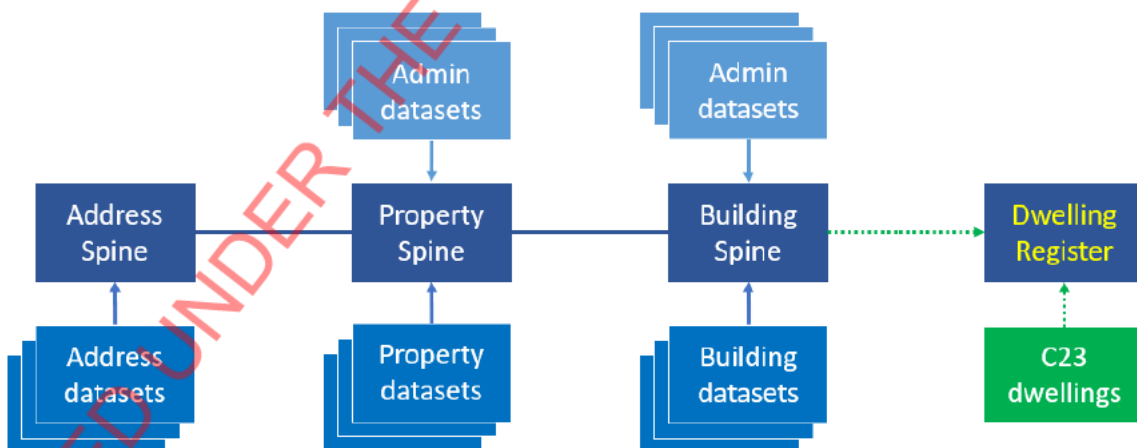 Admin
datasets
Admin
datasets
Address
Spine
Property
Spine
Building
Spine
Dwelling
Register
Address
datasets
Property
datasets
Building
datasets
C23
dwellings
ED UNDER THE